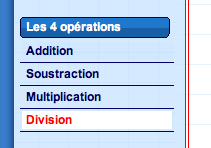 Les 4 opérations
Addition
Soustraction
Multiplication
Division